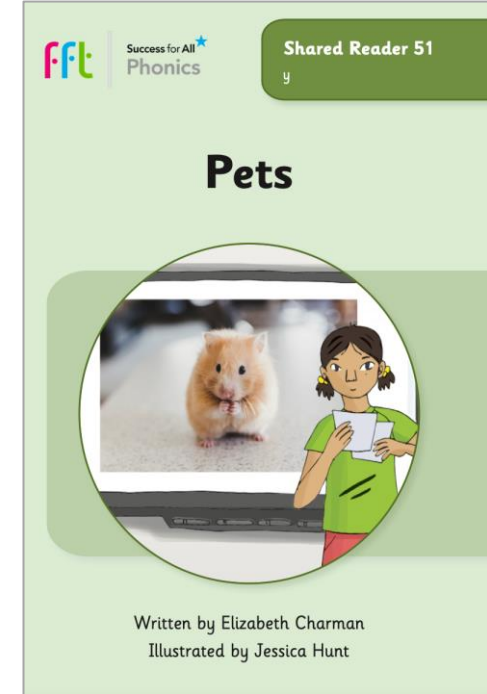 fft
Success for All
Phonics
Shared Reader 51
y
Pets
Written by Elizabeth Charman
Illustrated by Jessica Hunt